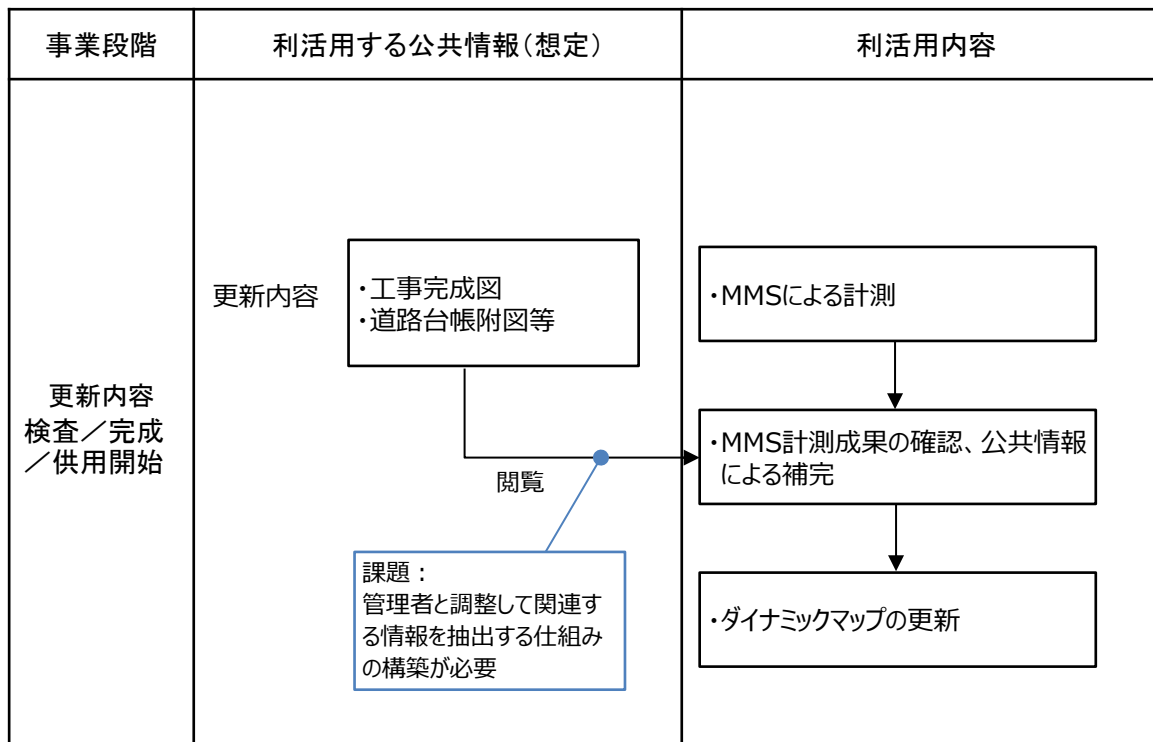 事業段階
利活用する公共情報(想定)
利活用内容
更新内容
検査／完成
／供用開始
更新内容
・工事完成図
・道路台帳附図等
閲覧
課題：
管理者と調整して関連す
る情報を抽出する仕組み
の構築が必要
・MMSによる計測
・MMS計測成果の確認、公共情報
による補完
・ダイナミックマップの更新